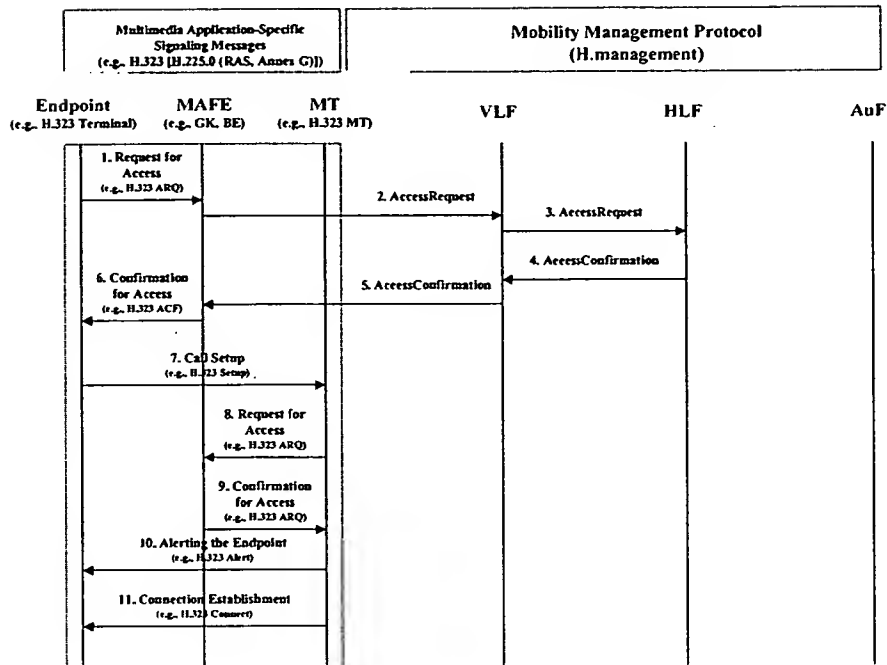 Multimedia Application-Specific
Signaling Messages
(e.g., H.323 [H.225.0 (RAS, Annex G)])
Mobility Management Protocol
(H.management)
Endpoint
(e.g., H.323 Terminal)
MAFE
(e.g., GK, BE)
MT
(e.g., H.323 MT)
VLF
HLF
AuF
1. Request for
Access
(e.g., H.323 ARQ)
2. AccessRequest
3. AccessRequest
4. AccessConfirmation
5. AccessConfirmation
6. Confirmation
for Access
(e.g., H.323 ACF)
7. Call Setup
(e.g., H.323 Setup)
8. Request for
Access
(e.g., H.323 ARQ)
9. Confirmation
for Access
(e.g., H.323 ARQ)
10. Alerting the Endpoint
(e.g., H.323 Alert)
11. Connection Establishment
(e.g., H.323 Connect)